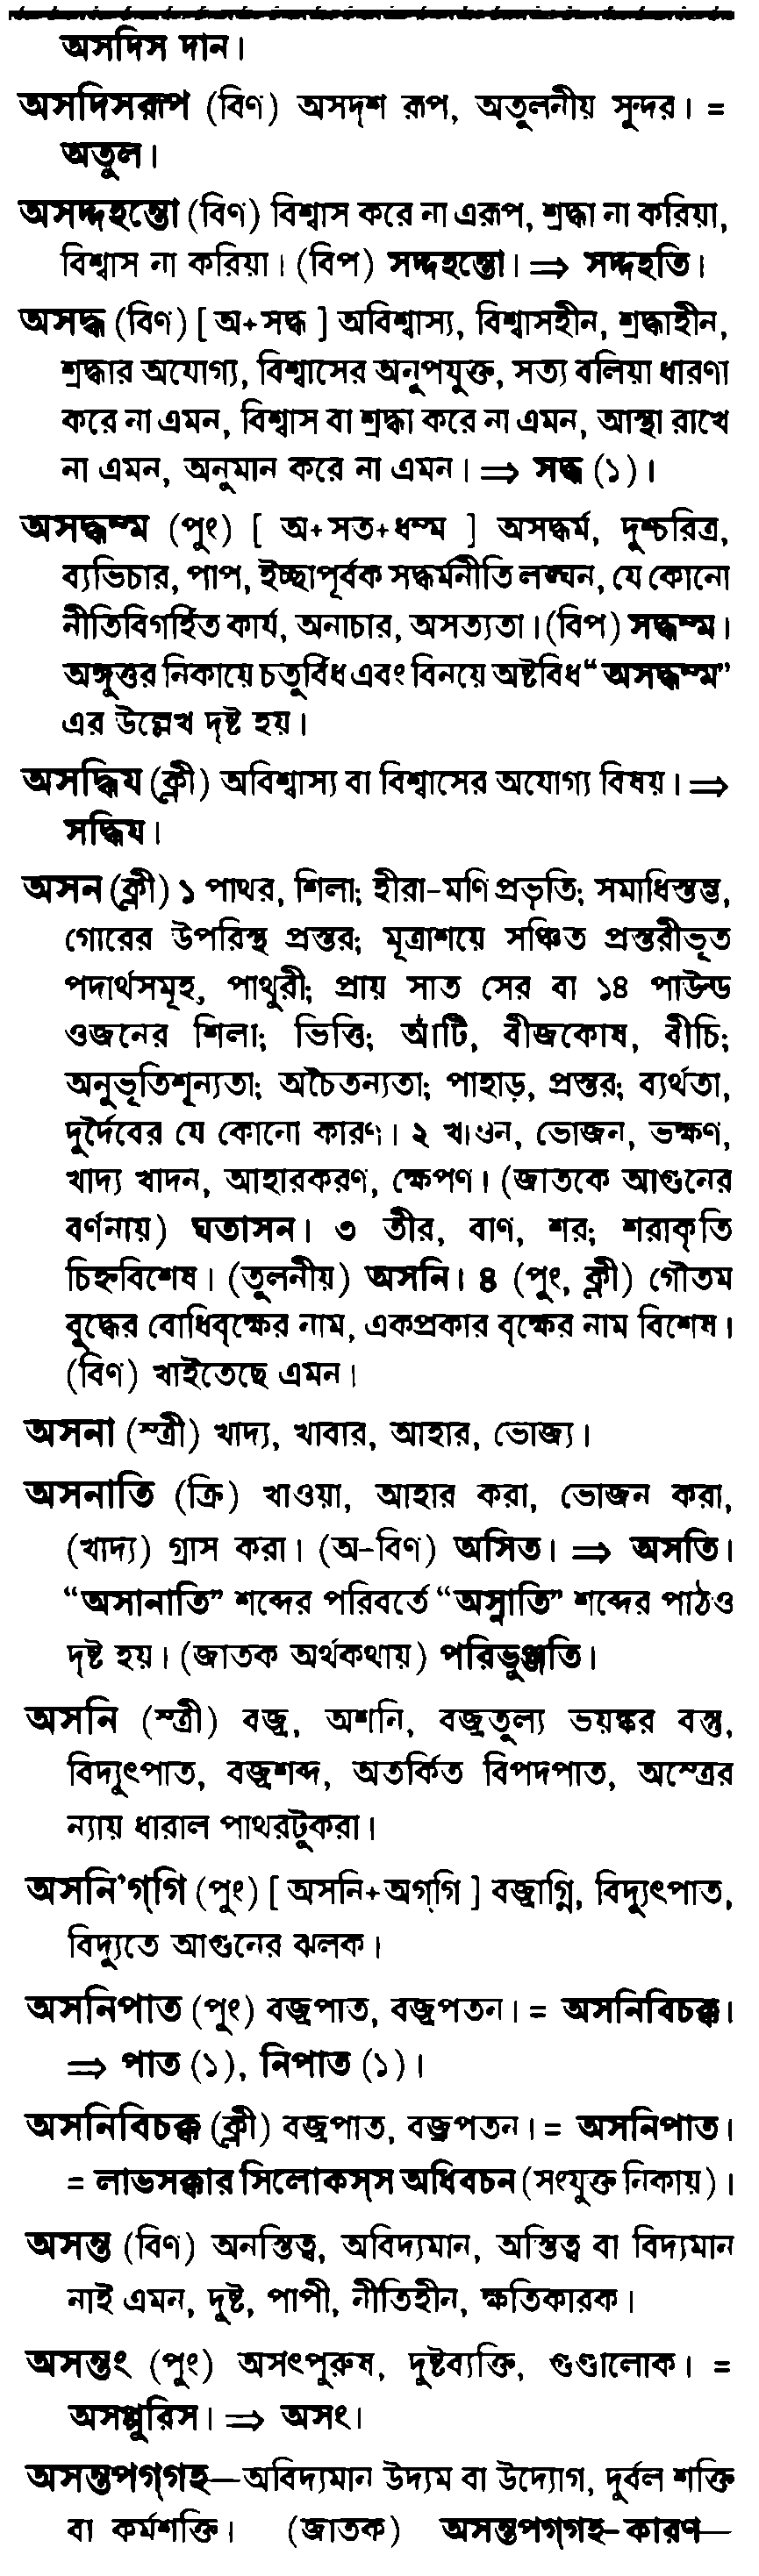 অসদিস দান।
অসদিসরূপ (বিণ) অসদৃশ রূপ, অতুলনীয় সুন্দর। =
অতুল।
অসদ্দহন্তো (বিণ) বিশ্বাস করে না এরূপ, শ্রদ্ধা না করিয়া,
বিশ্বাস না করিয়া। (বিপ) সদ্দহন্তো। ⇒ সদ্দহতি।
অসদ্ধ (বিণ) [ অ+সদ্ধ ] অবিশ্বাস্য, বিশ্বাসহীন, শ্রদ্ধাহীন,
শ্রদ্ধার অযোগ্য, বিশ্বাসের অনুপযুক্ত, সত্য বলিয়া ধারণা
করে না এমন, বিশ্বাস বা শ্রদ্ধা করে না এমন, আস্থা রাখে
না এমন, অনুমান করে না এমন। ⇒ সদ্ধ (১)।
অসদ্ধম্ম (পুং) [ অ+সত+ধম্ম ] অসদ্ধর্ম, দুশ্চরিত্র,
ব্যভিচার, পাপ, ইচ্ছাপূর্বক সদ্ধর্মনীতি লঙ্ঘন, যে কোনো
নীতিবিগর্হিত কার্য, অনাচার, অসত্যতা। (বিপ) সদ্ধম্ম।
অঙ্গুত্তর নিকায়ে চতুর্বিধ এবং বিনয়ে অষ্টবিধ “অসদ্ধম্ম”
এর উল্লেখ দৃষ্ট হয়।
অসদ্ধিয (ক্লী) অবিশ্বাস্য বা বিশ্বাসের অযোগ্য বিষয়। ⇒
সদ্ধিয।
অসন (ক্লী) ১ পাথর, শিলা; হীরা-মণি প্রভৃতি; সমাধিস্তম্ভ,
গোরের উপরিস্থ প্রস্তর; মূত্রাশয়ে সঞ্চিত প্রস্তরীভূত
পদার্থসমূহ, পাথুরী; প্রায় সাত সের বা ১৪ পাউন্ড
ওজনের শিলা; ভিত্তি; আঁটি, বীজকোষ, বীচি;
অনুভূতিশূন্যতা; অচৈতন্যতা; পাহাড়, প্রস্তর; ব্যর্থতা,
দুর্দৈবের যে কোনো কারণ। ২ খাওন, ভোজন, ভক্ষণ,
খাদ্য খাদন, আহারকরণ, ক্ষেপণ। (জাতকে আগুনের
বর্ণনায়) ঘতাসন। ৩ তীর, বাণ, শর; শরাকৃতি
চিহ্নবিশেষ। (তুলনীয়) অসনি। ৪ (পুং, ক্লী) গৌতম
বুদ্ধের বোধিবৃক্ষের নাম, একপ্রকার বৃক্ষের নাম বিশেষ।
(বিণ) খাইতেছে এমন।
অসনা (স্ত্রী) খাদ্য, খাবার, আহার, ভোজ্য।
অসনাতি (ক্রি) খাওয়া, আহার করা, ভোজন করা,
(খাদ্য) গ্রাস করা। (অ-বিণ) অসিত। ⇒ অসতি।
“অসানাতি” শব্দের পরিবর্তে “অস্নাতি” শব্দের পাঠও
দৃষ্ট হয়। (জাতক অর্থকথায়) পরিভুঞ্জতি।
অসনি (স্ত্রী) বজ্র, অশনি, বজ্রতুল্য ভয়ঙ্কর বস্তু,
বিদ্যুৎপাত, বজ্রশব্দ, অতর্কিত বিপদপাত, অস্ত্রের
ন্যায় ধারাল পাথরটুকরা।
অসনি'গ্‌গি (পুং) [ অসনি+অগ্‌গি ] বজ্রাগ্নি, বিদ্যুৎপাত,
বিদ্যুতে আগুনের ঝলক।
অসনিপাত (পুং) বজ্রপাত, বজ্রপতন। = অসনিবিচক্ক।
⇒ পাত (১), নিপাত (১)।
অসনিবিচক্ক (ক্লী) বজ্রপাত, বজ্রপতন। = অসনিপাত।
= লাভসক্কার সিলোকস্‌স অধিবচন (সংযুক্ত নিকায়)।
অসন্ত (বিণ) অনস্তিত্ব, অবিদ্যমান, অস্তিত্ব বা বিদ্যমান
নাই এমন, দুষ্ট, পাপী, নীতিহীন, ক্ষতিকারক।
অসন্তং (পুং) অসৎপুরুষ, দুষ্টব্যক্তি, গুণ্ডালোক। =
অসপ্পুরিস। ⇒ অসং।
অসন্তপগ্‌গহ—অবিদ্যমান উদ্যম বা উদ্যোগ, দুর্বল শক্তি
বা কর্মশক্তি। (জাতক) অসন্তপগ্‌গহ-কারণ—